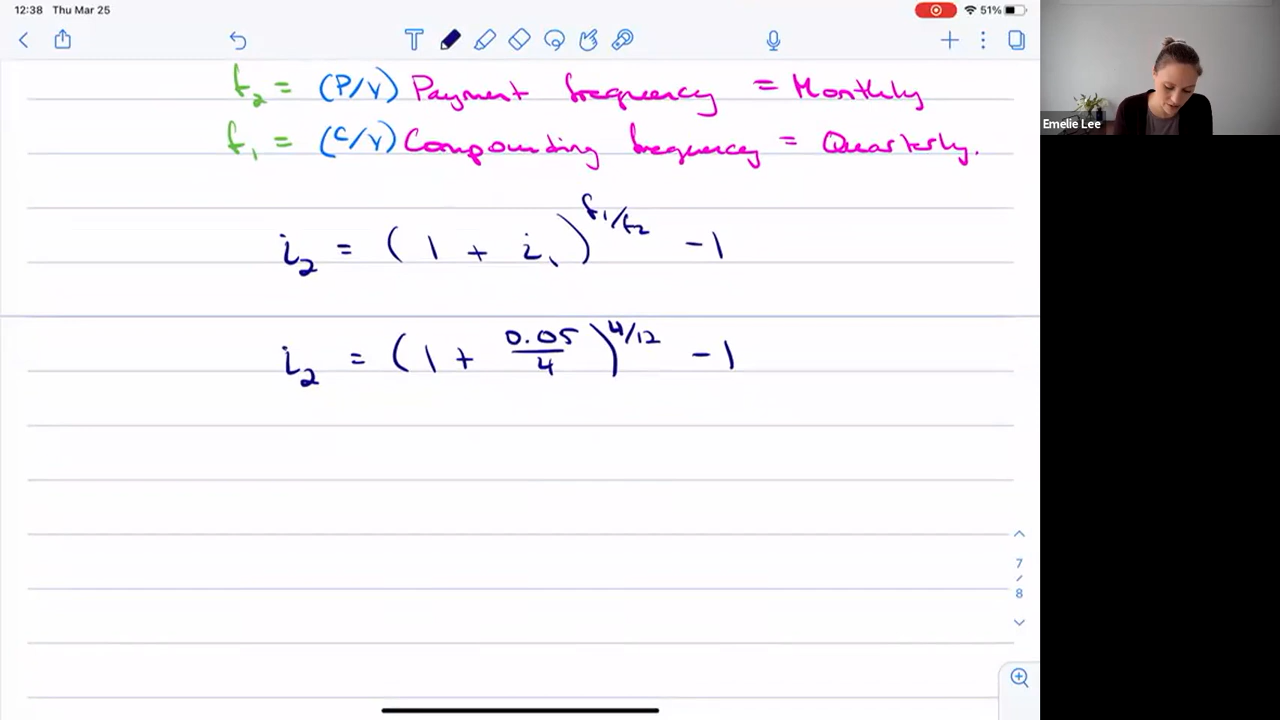 12:38 Thu Mar 25
51%
f₂ = (P/Y) Payment frequency = Monthly
f₁ = (C/Y) Compounding frequency = Quarterly.
Emelie Lee
i₂ = (1 + i₁)^(f₁/f₂) - 1
i₂ = (1 + 0.05/4)^(4/12) - 1
7
/
8